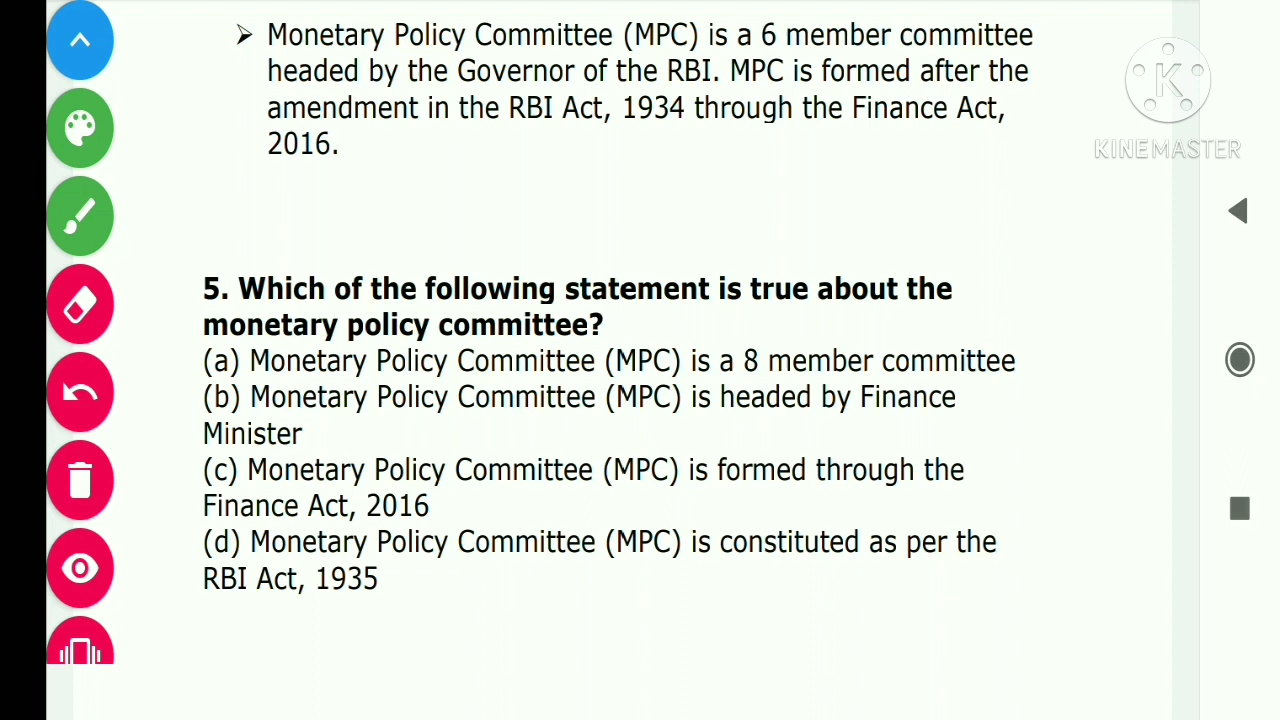 ➢ Monetary Policy Committee (MPC) is a 6 member committee
headed by the Governor of the RBI. MPC is formed after the
amendment in the RBI Act, 1934 through the Finance Act,
2016.
K
KINEMASTER
5. Which of the following statement is true about the
monetary policy committee?
(a) Monetary Policy Committee (MPC) is a 8 member committee
(b) Monetary Policy Committee (MPC) is headed by Finance
Minister
(c) Monetary Policy Committee (MPC) is formed through the
Finance Act, 2016
(d) Monetary Policy Committee (MPC) is constituted as per the
RBI Act, 1935